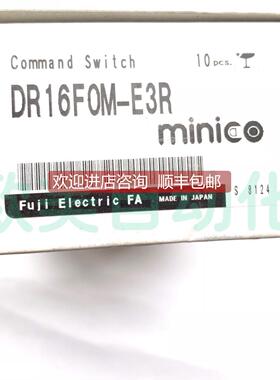 Command Switch 10 pcs.
DR16F0M-E3R
minico
欢迎进店咨询 顺丰包邮
S 8124
Fuji Electric FA MADE IN JAPAN